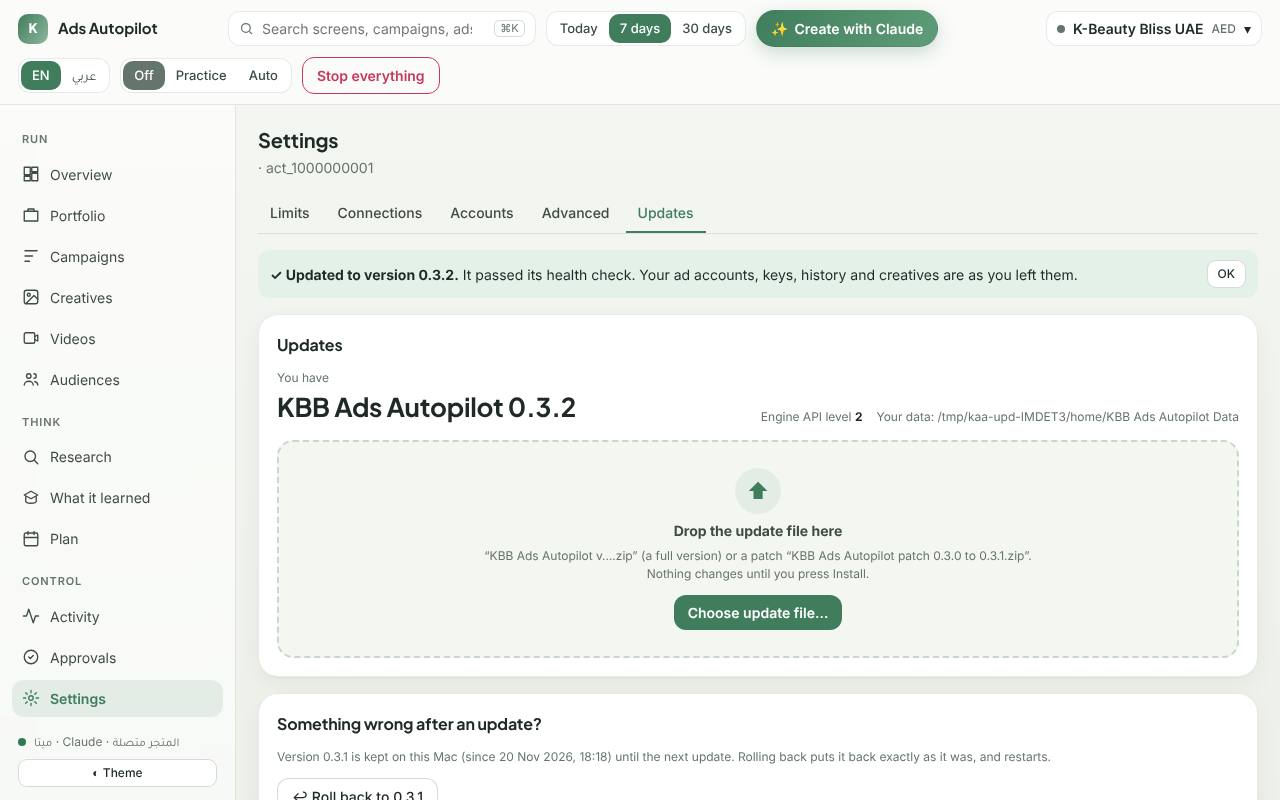 K
Ads Autopilot
Search screens, campaigns, ads
⌘K
Today
7 days
30 days
✨ Create with Claude
K-Beauty Bliss UAE AED ▾
EN
عربي
Off
Practice
Auto
Stop everything
RUN
Overview
Portfolio
Campaigns
Creatives
Videos
Audiences
THINK
Research
What it learned
Plan
CONTROL
Activity
Approvals
Settings
ميتا · Claude · المتجر متصلة
Theme
Settings
· act_1000000001
Limits
Connections
Accounts
Advanced
Updates
✓ Updated to version 0.3.2. It passed its health check. Your ad accounts, keys, history and creatives are as you left them.
OK
Updates
You have
KBB Ads Autopilot 0.3.2
Engine API level 2
Your data: /tmp/kaa-upd-IMDET3/home/KBB Ads Autopilot Data
Drop the update file here
“KBB Ads Autopilot v….zip” (a full version) or a patch “KBB Ads Autopilot patch 0.3.0 to 0.3.1.zip”.
Nothing changes until you press Install.
Choose update file…
Something wrong after an update?
Version 0.3.1 is kept on this Mac (since 20 Nov 2026, 18:18) until the next update. Rolling back puts it back exactly as it was, and restarts.
↩ Roll back to 0.3.1